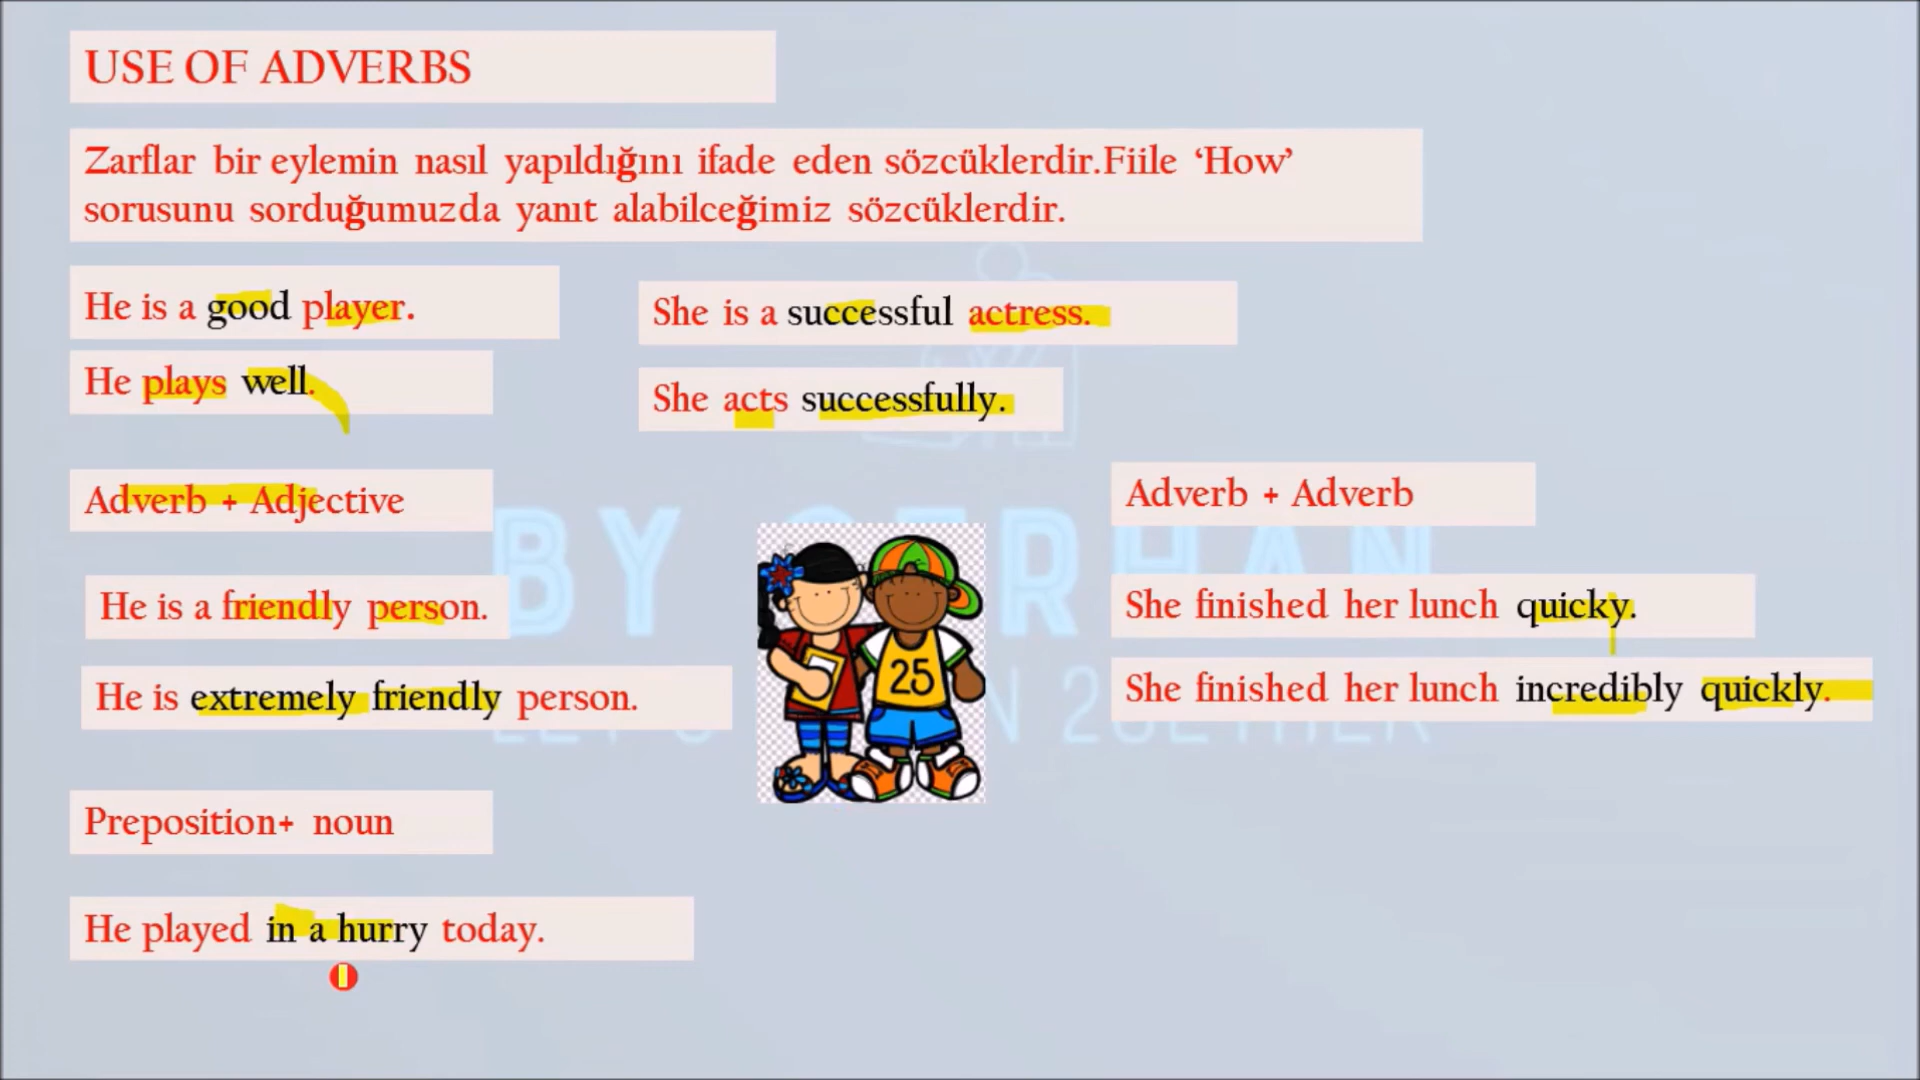 USE OF ADVERBS
Zarflar bir eylemin nasıl yapıldığını ifade eden sözcüklerdir.Fiile ‘How’
sorusunu sorduğumuzda yanıt alabilceğimiz sözcüklerdir.
He is a good player.
He plays well.
She is a successful actress.
She acts successfully.
Adverb + Adjective
He is a friendly person.
He is extremely friendly person.
Adverb + Adverb
She finished her lunch quicky.
She finished her lunch incredibly quickly.
25
Preposition+ noun
He played in a hurry today.
BY